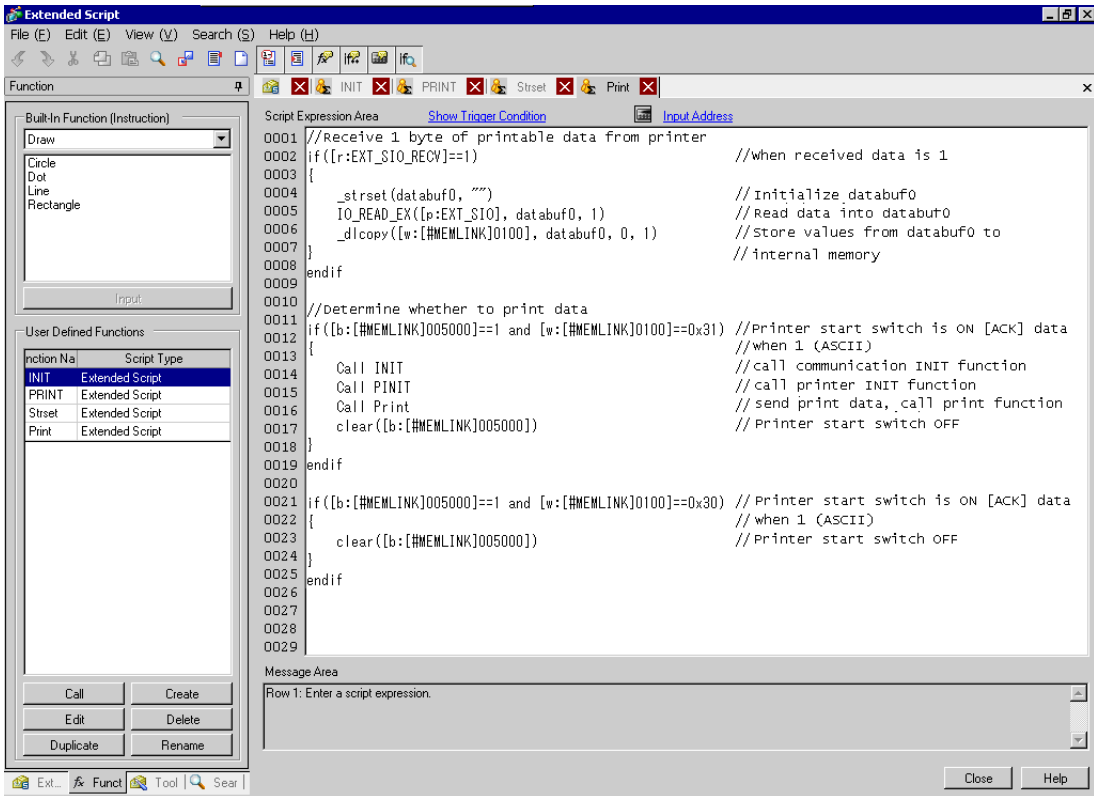 Extended Script
File (F) Edit (E) View (V) Search (S) Help (H)
Function
INIT PRINT Strset Print
Built-In Function (Instruction)
Draw
Circle
Dot
Line
Rectangle
Input
User Defined Functions
nction Na Script Type
INIT Extended Script
PRINT Extended Script
Strset Extended Script
Print Extended Script
Call Create
Edit Delete
Duplicate Rename
Ext... fx Funct Tool Sear
Script Expression Area Show Trigger Condition Input Address
0001 //Receive 1 byte of printable data from printer
0002 if([r:EXT_SIO_RECV]==1) //when received data is 1
0003 {
0004 _strset(databuf0, "") // Initialize databuf0
0005 IO_READ_EX([p:EXT_SIO], databuf0, 1) // Read data into databuf0
0006 _dlcopy([w:[#MEMLINK]0100], databuf0, 0, 1) // Store values from databuf0 to
0007 } // internal memory
0008 endif
0009
0010 //Determine whether to print data
0011 if([b:[#MEMLINK]005000]==1 and [w:[#MEMLINK]0100]==0x31) //Printer start switch is ON [ACK] data
0012 { //when 1 (ASCII)
0013
0014 Call INIT //call communication INIT function
0015 Call PINIT // call printer INIT function
0016 Call Print // send print data, call print function
0017 clear([b:[#MEMLINK]005000]) // Printer start switch OFF
0018 }
0019 endif
0020
0021 if([b:[#MEMLINK]005000]==1 and [w:[#MEMLINK]0100]==0x30) // Printer start switch is ON [ACK] data
0022 { // when 1 (ASCII)
0023 clear([b:[#MEMLINK]005000]) // Printer start switch OFF
0024 }
0025 endif
0026
0027
0028
0029
Message Area
Row 1: Enter a script expression.
Close Help